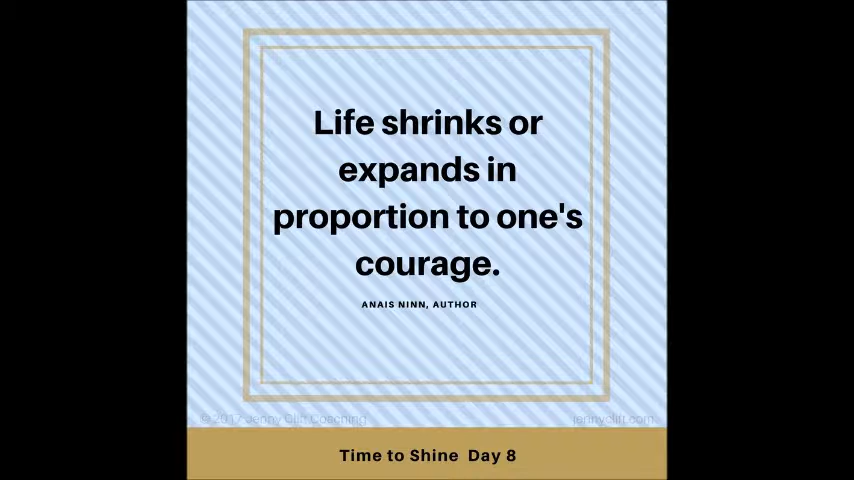 Life shrinks or
expands in
proportion to one's
courage.
ANAIS NINN, AUTHOR
© 2017 Jenny Clift Coaching
jennyclift.com
Time to Shine Day 8